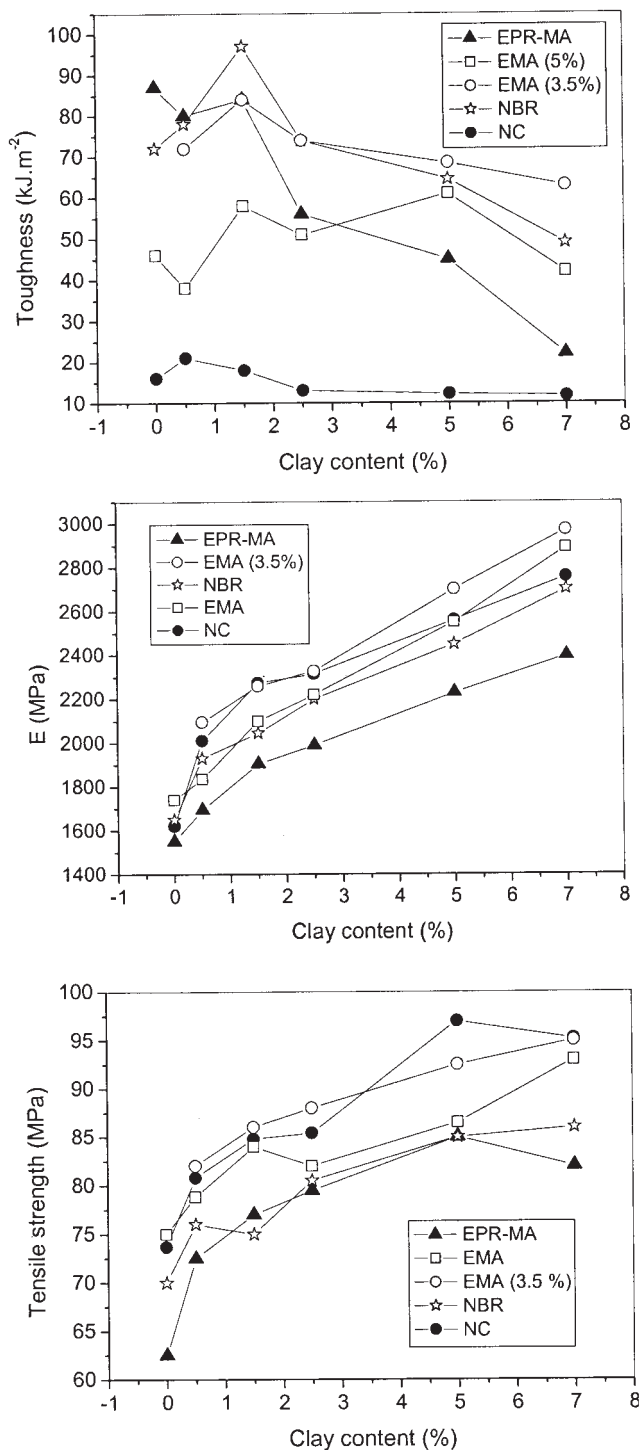 105
100
90
80
70
60
50
40
30
20
10
Toughness (kJ.m-2)
EPR-MA
EMA (5%)
EMA (3.5%)
NBR
NC
-1 0 1 2 3 4 5 6 7 8
Clay content (%)
3000
2800
2600
2400
2200
2000
1800
1600
1400
E (MPa)
EPR-MA
EMA (3.5%)
NBR
EMA
NC
-1 0 1 2 3 4 5 6 7 8
Clay content (%)
100
95
90
85
80
75
70
65
60
Tensile strength (MPa)
EPR-MA
EMA
EMA (3.5 %)
NBR
NC
-1 0 1 2 3 4 5 6 7 8
Clay content (%)